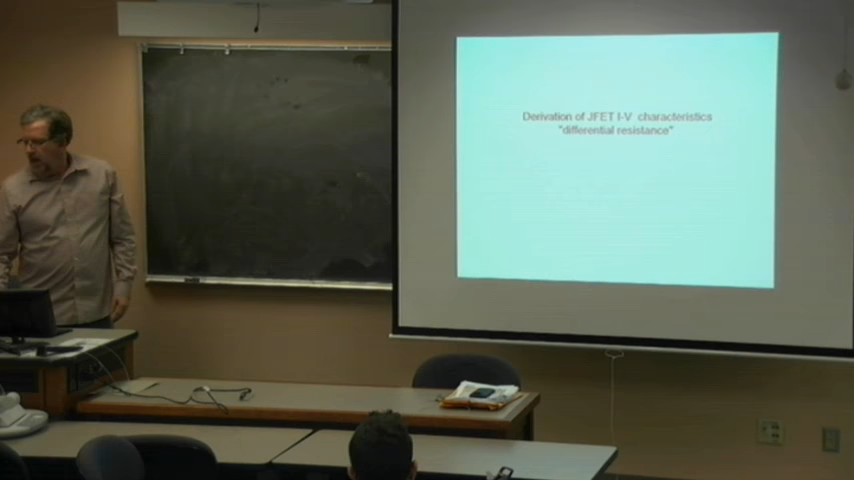 Derivation of JFET I-V characteristics
"differential resistance"